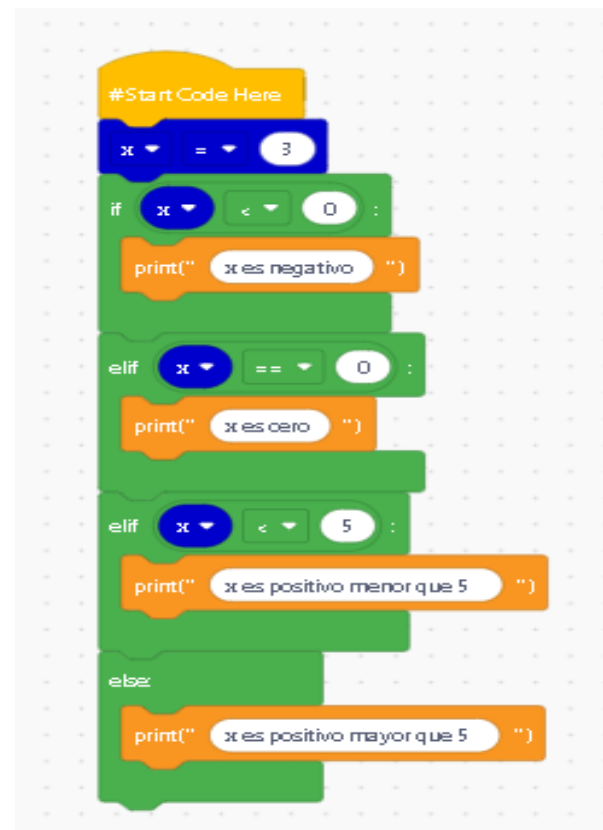 #Start Code Here
x = 3
if x < 0 :
print(" x es negativo ")
elif x == 0 :
print(" x es cero ")
elif x < 5 :
print(" x es positivo menor que 5 ")
else:
print(" x es positivo mayor que 5 ")